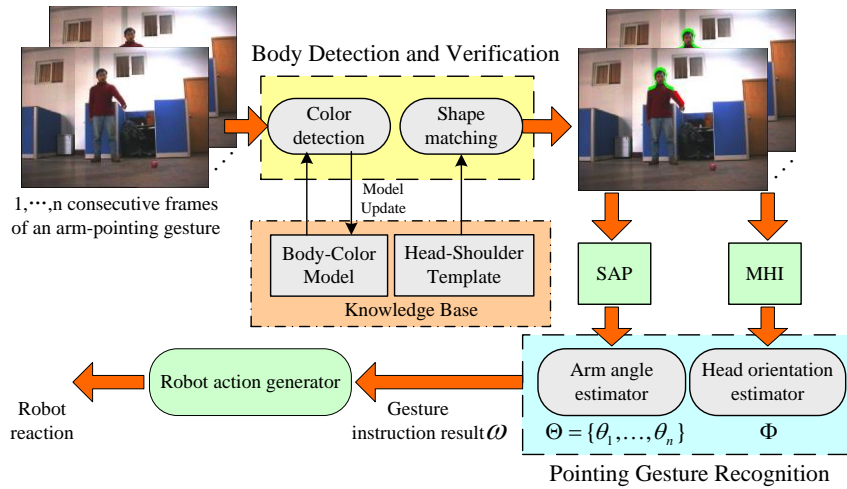 Body Detection and Verification
Color
detection
Shape
matching
1,⋯,n consecutive frames
of an arm-pointing gesture
Model
Update
Body-Color
Model
Head-Shoulder
Template
Knowledge Base
SAP
MHI
Robot action generator
Arm angle
estimator
Head orientation
estimator
Robot
reaction
Gesture
instruction result ω
Θ = {θ₁,…,θₙ}
Φ
Pointing Gesture Recognition